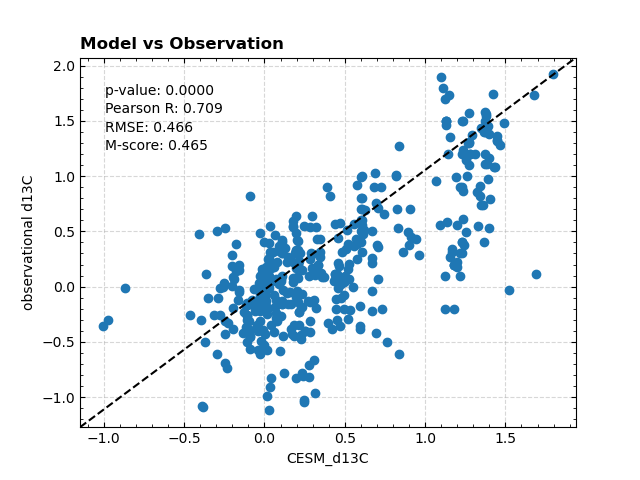 Model vs Observation
2.0
1.5
1.0
0.5
0.0
−0.5
−1.0
p-value: 0.0000
Pearson R: 0.709
RMSE: 0.466
M-score: 0.465
observational d13C
−1.0 −0.5 0.0 0.5 1.0 1.5
CESM_d13C